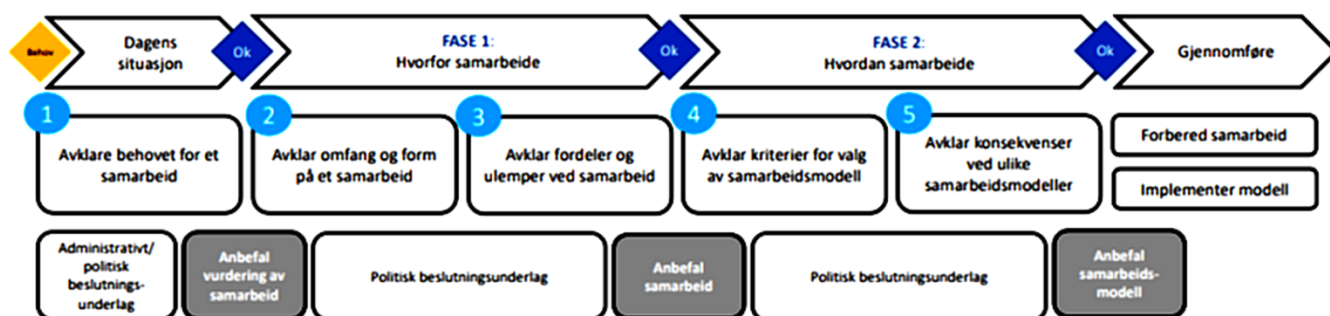 Behov
Dagens
situasjon
Ok
FASE 1:
Hvorfor samarbeide
Ok
FASE 2:
Hvordan samarbeide
Ok
Gjennomføre
1
Avklare behovet for et
samarbeid
2
Avklar omfang og form
på et samarbeid
3
Avklar fordeler og
ulemper ved samarbeid
4
Avklar kriterier for valg
av samarbeidsmodell
5
Avklar konsekvenser
ved ulike
samarbeidsmodeller
Forbered samarbeid
Implementer modell
Administrativt/
politisk
beslutnings-
underlag
Anbefal
vurdering av
samarbeid
Politisk beslutningsunderlag
Anbefal
samarbeid
Politisk beslutningsunderlag
Anbefal
samarbeids-
modell